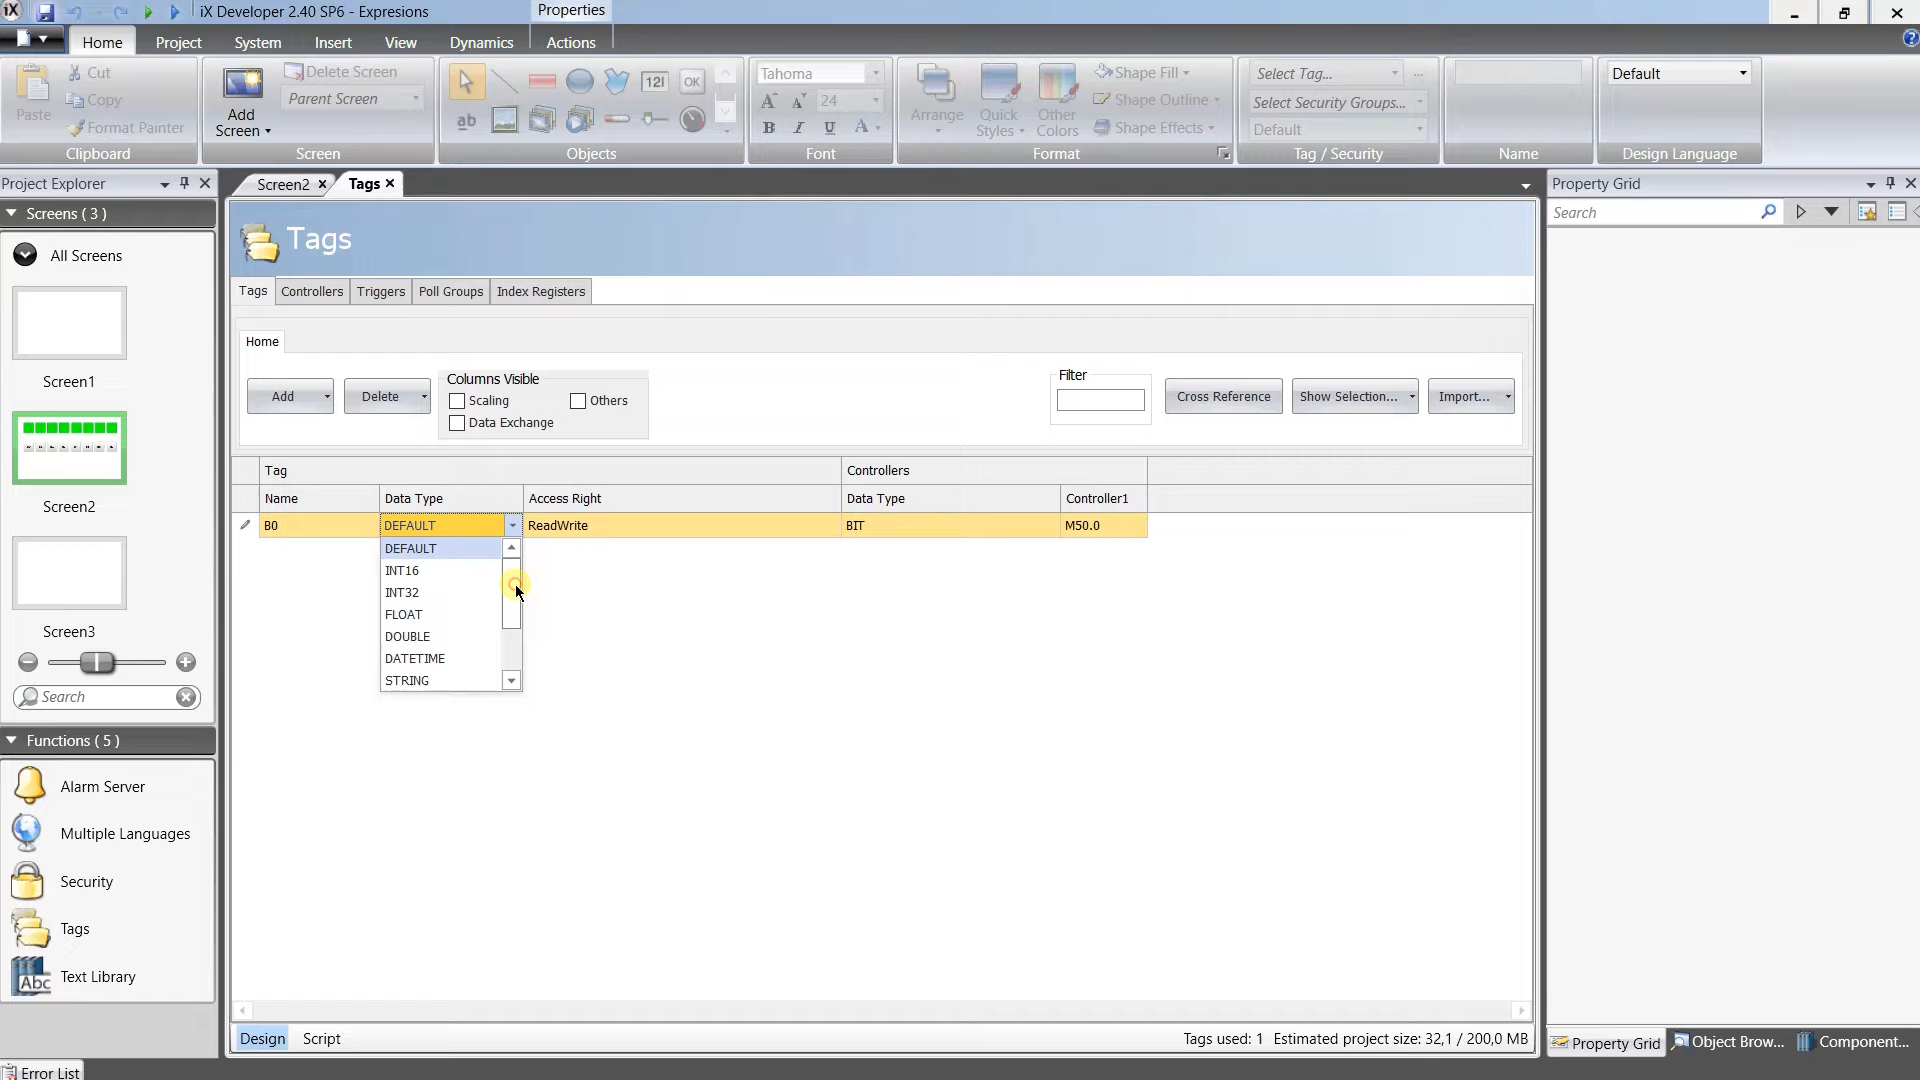 iX Developer 2.40 SP6 - Expresions
Properties
Home Project System Insert View Dynamics Actions
Paste
Cut
Copy
Format Painter
Clipboard
Add
Screen
Delete Screen
Parent Screen
Screen
ab
12I
OK
Objects
Tahoma
A A 24
B I U A
Font
Arrange
Quick
Styles
Other
Colors
Shape Fill
Shape Outline
Shape Effects
Format
Select Tag...
Select Security Groups...
Default
Tag / Security
Name
Default
Design Language
Project Explorer
Screens ( 3 )
All Screens
Screen1
Screen2
Screen3
Search
Functions ( 5 )
Alarm Server
Multiple Languages
Security
Tags
Abc
Text Library
Error List
Screen2 Tags
Tags
Tags Controllers Triggers Poll Groups Index Registers
Home
Add
Delete
Columns Visible
Scaling
Others
Data Exchange
Filter
Cross Reference
Show Selection...
Import...
Tag Controllers
Name Data Type Access Right Data Type Controller1
B0 DEFAULT ReadWrite BIT M50.0
DEFAULT
INT16
INT32
FLOAT
DOUBLE
DATETIME
STRING
Design Script
Tags used: 1 Estimated project size: 32,1 / 200,0 MB
Property Grid
Search
Property Grid Object Brow... Component...